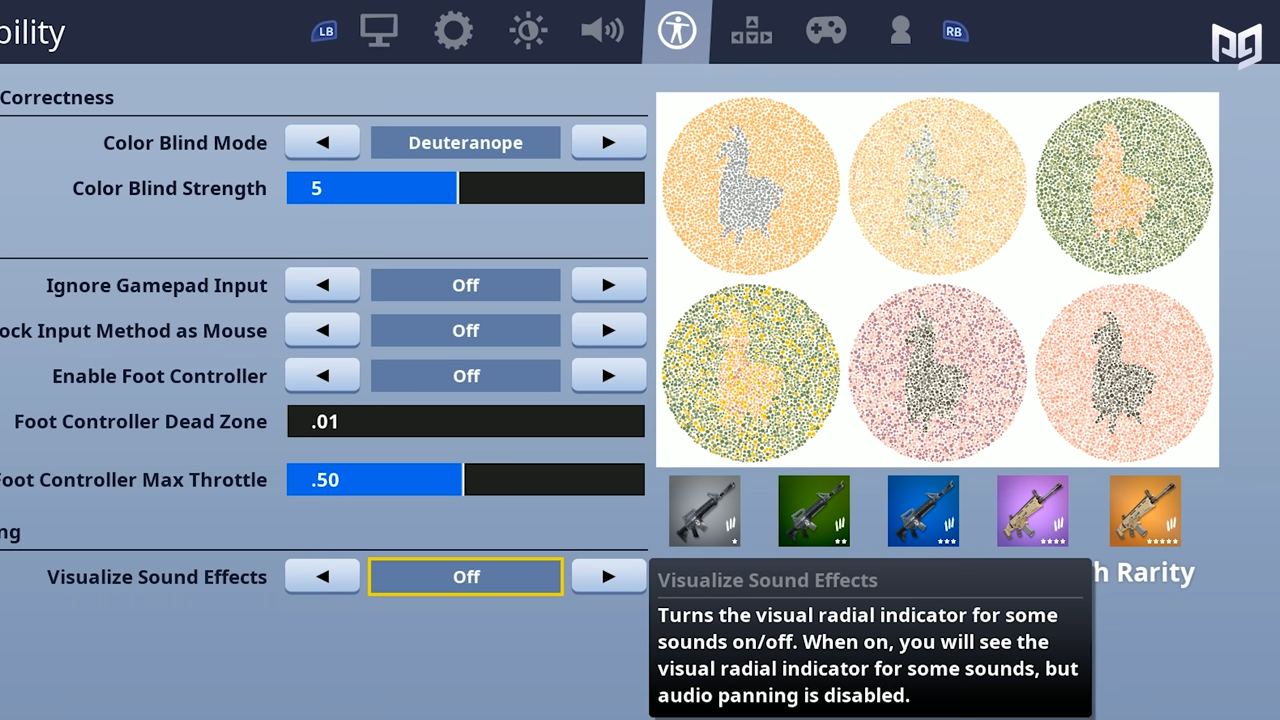 bility
LB
RB
Correctness
Color Blind Mode
Deuteranope
Color Blind Strength
5
Ignore Gamepad Input
Off
ock Input Method as Mouse
Off
Enable Foot Controller
Off
Foot Controller Dead Zone
.01
Foot Controller Max Throttle
.50
ng
Visualize Sound Effects
Off
h Rarity
Visualize Sound Effects
Turns the visual radial indicator for some
sounds on/off. When on, you will see the
visual radial indicator for some sounds, but
audio panning is disabled.